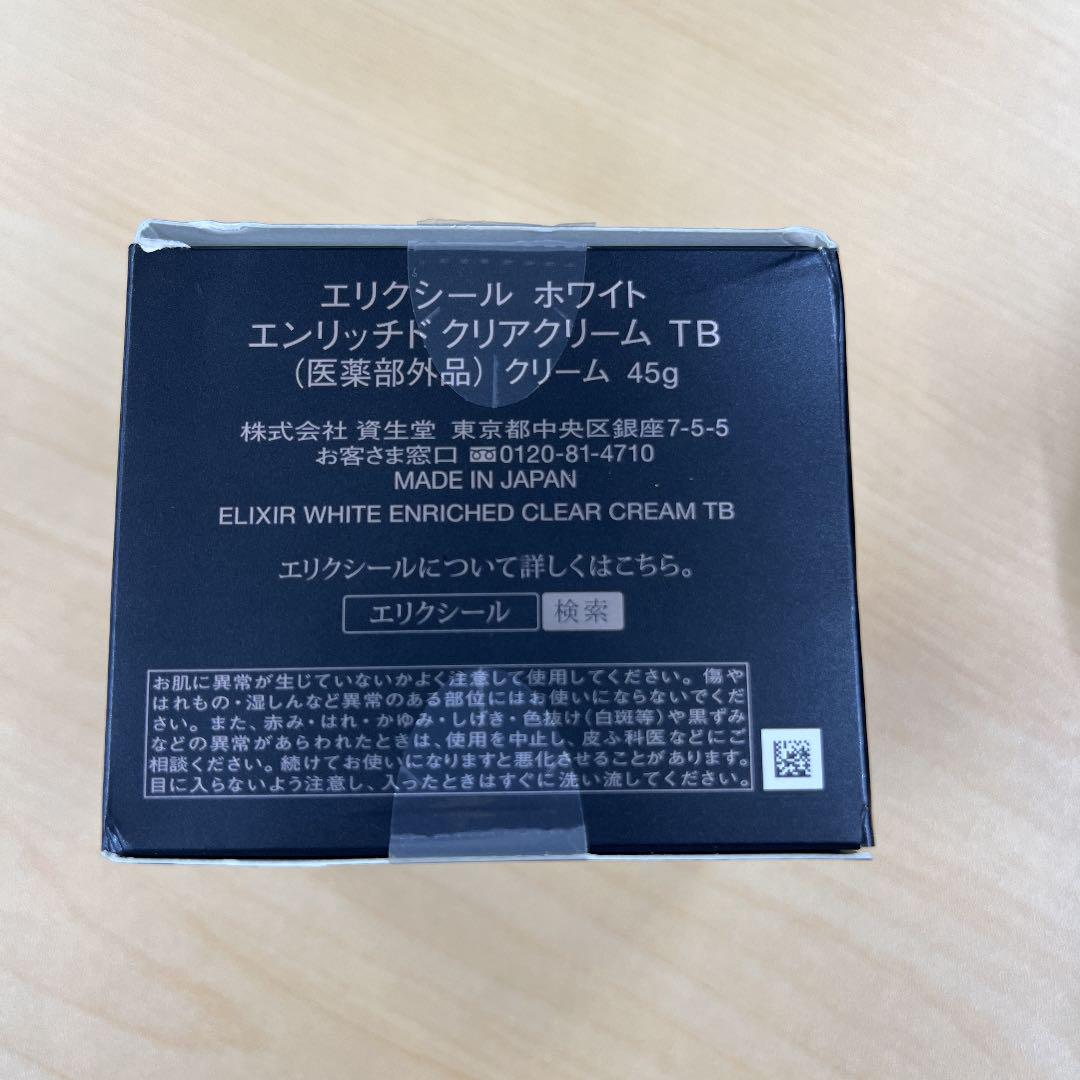 エリクシール ホワイト
エンリッチド クリアクリーム TB
（医薬部外品）クリーム 45g
株式会社 資生堂 東京都中央区銀座7-5-5
お客さま窓口 0120-81-4710
MADE IN JAPAN
ELIXIR WHITE ENRICHED CLEAR CREAM TB
エリクシールについて詳しくはこちら。
エリクシール 検索
お肌に異常が生じていないかよく注意して使用してください。傷や
はれもの・湿しんなど異常のある部位にはお使いにならないでくだ
さい。また、赤み・はれ・かゆみ・しげき・色抜け（白斑等）や黒ずみ
などの異常があらわれたときは、使用を中止し、皮ふ科医などにご
相談ください。続けてお使いになりますと悪化させることがあります。
目に入らないよう注意し、入ったときはすぐに洗い流してください。